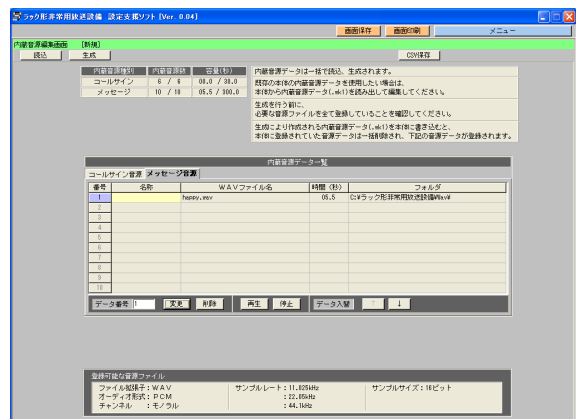 ラック形非常用放送設備 設定支援ソフト [Ver. 0.04]
画面保存 画面印刷 メニュー
内蔵音源編集画面 [新規]
読込 生成 CSV保存
内蔵音源種別 内蔵音源数 容量(秒)
コールサイン 6 / 6 00.0 / 30.0
メッセージ 10 / 10 05.5 / 300.0
内蔵音源データは一括で読込、生成されます。
既存の本体の内蔵音源データを使用したい場合は、
本体から内蔵音源データ(.mk1)を読み出して編集してください。
生成を行う前に、
必要な音源ファイルを全て登録していることを確認してください。
生成により作成される内蔵音源データ(.mk1)を本体に書き込むと、
本体に登録されていた音源データは一括削除され、下記の音源データが登録されます。
内蔵音源データ一覧
コールサイン音源 メッセージ音源
番号 名称 WAVファイル名 時間(秒) フォルダ
1 happy.wav 05.5 C:¥ラック形非常用放送設備¥Wav¥
2
3
4
5
6
7
8
9
10
データ番号 1 変更 削除 再生 停止 データ入替 ↑ ↓
登録可能な音源ファイル
ファイル拡張子:WAV サンプルレート:11.025kHz サンプルサイズ:16ビット
オーディオ形式:PCM :22.05kHz
チャンネル :モノラル :44.1kHz